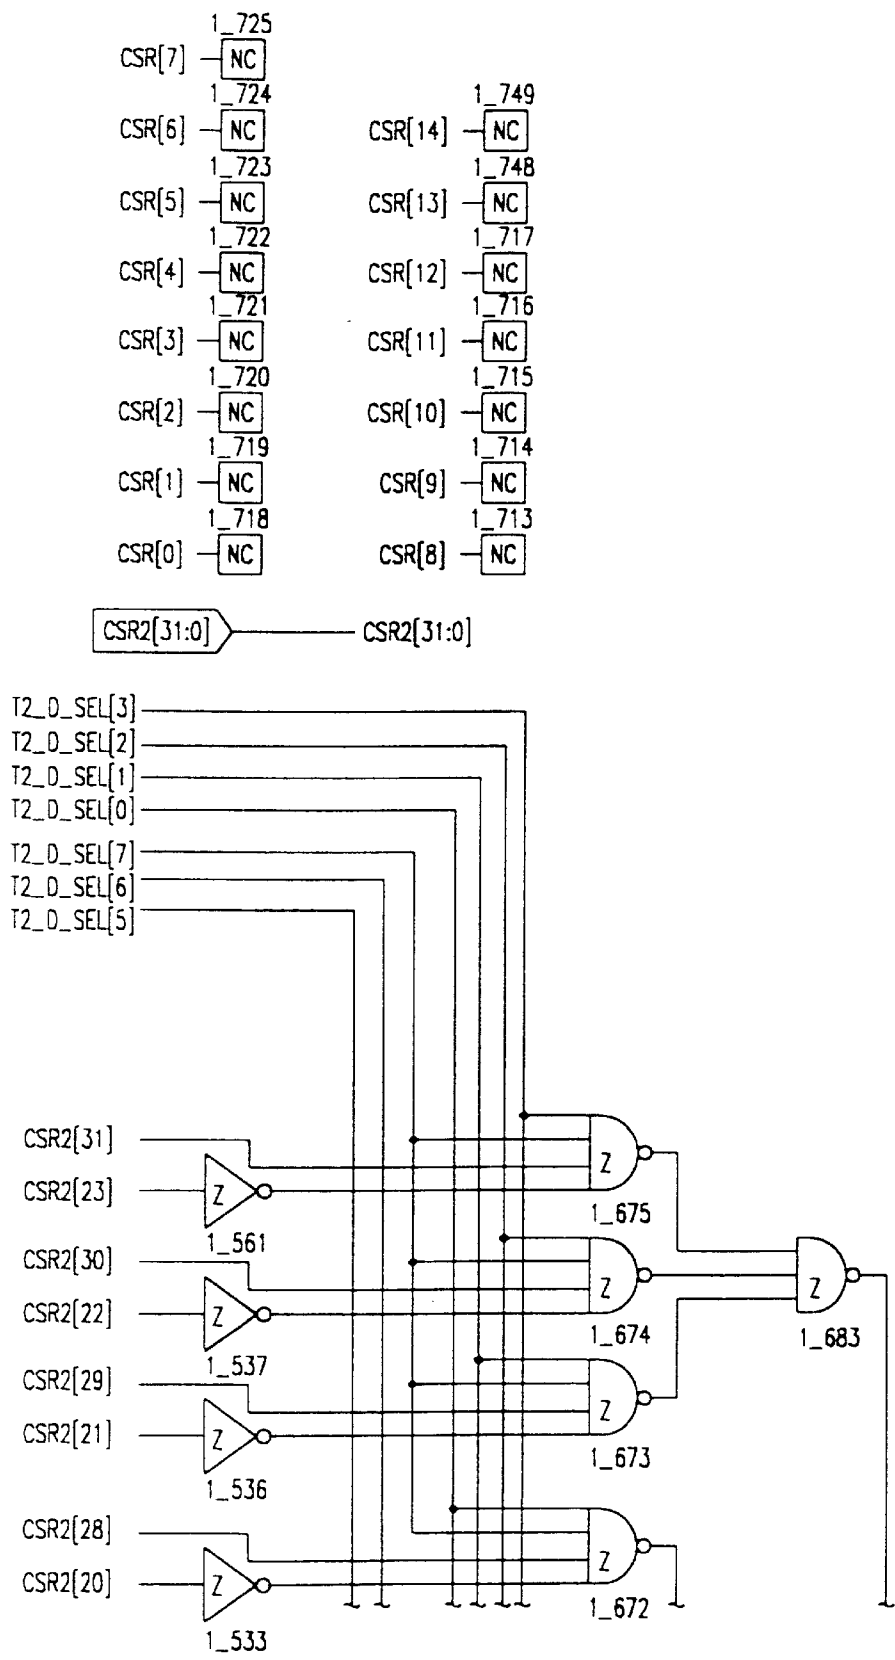 1_725
CSR[7] NC
1_724 1_749
CSR[6] NC CSR[14] NC
1_723 1_748
CSR[5] NC CSR[13] NC
1_722 1_717
CSR[4] NC CSR[12] NC
1_721 1_716
CSR[3] NC CSR[11] NC
1_720 1_715
CSR[2] NC CSR[10] NC
1_719 1_714
CSR[1] NC CSR[9] NC
1_718 1_713
CSR[0] NC CSR[8] NC
CSR2[31:0] CSR2[31:0]
T2_D_SEL[3]
T2_D_SEL[2]
T2_D_SEL[1]
T2_D_SEL[0]
T2_D_SEL[7]
T2_D_SEL[6]
T2_D_SEL[5]
CSR2[31]
Z
CSR2[23] Z
1_675
1_561
CSR2[30]
Z Z
CSR2[22] Z
1_674 1_683
1_537
CSR2[29]
Z
CSR2[21] Z
1_673
1_536
CSR2[28]
Z
CSR2[20] Z
1_672
1_533